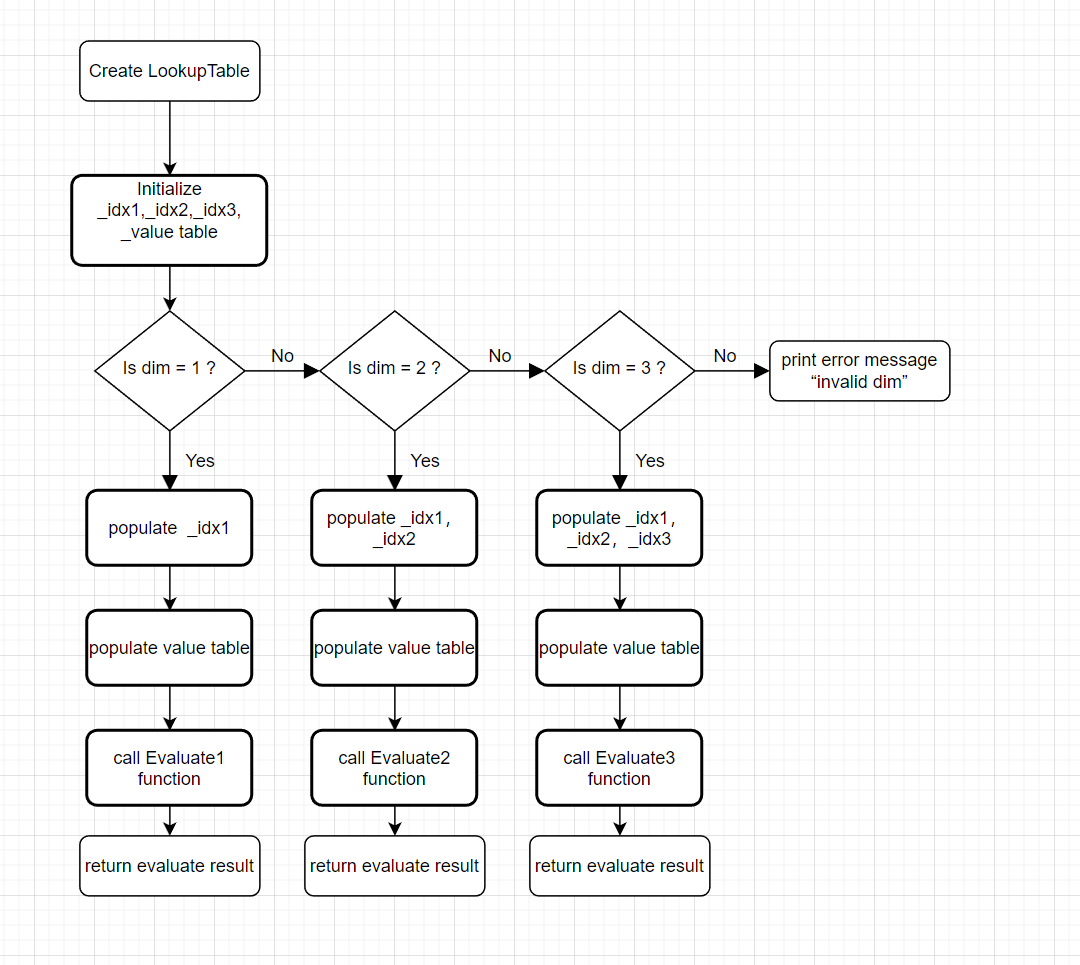 Create LookupTable
Initialize
_idx1,_idx2,_idx3,
_value table
Is dim = 1 ?
No
Is dim = 2 ?
No
Is dim = 3 ?
No
print error message
“invalid dim”
Yes
Yes
Yes
populate _idx1
populate _idx1，
_idx2
populate _idx1，
_idx2， _idx3
populate value table
populate value table
populate value table
call Evaluate1
function
call Evaluate2
function
call Evaluate3
function
return evaluate result
return evaluate result
return evaluate result